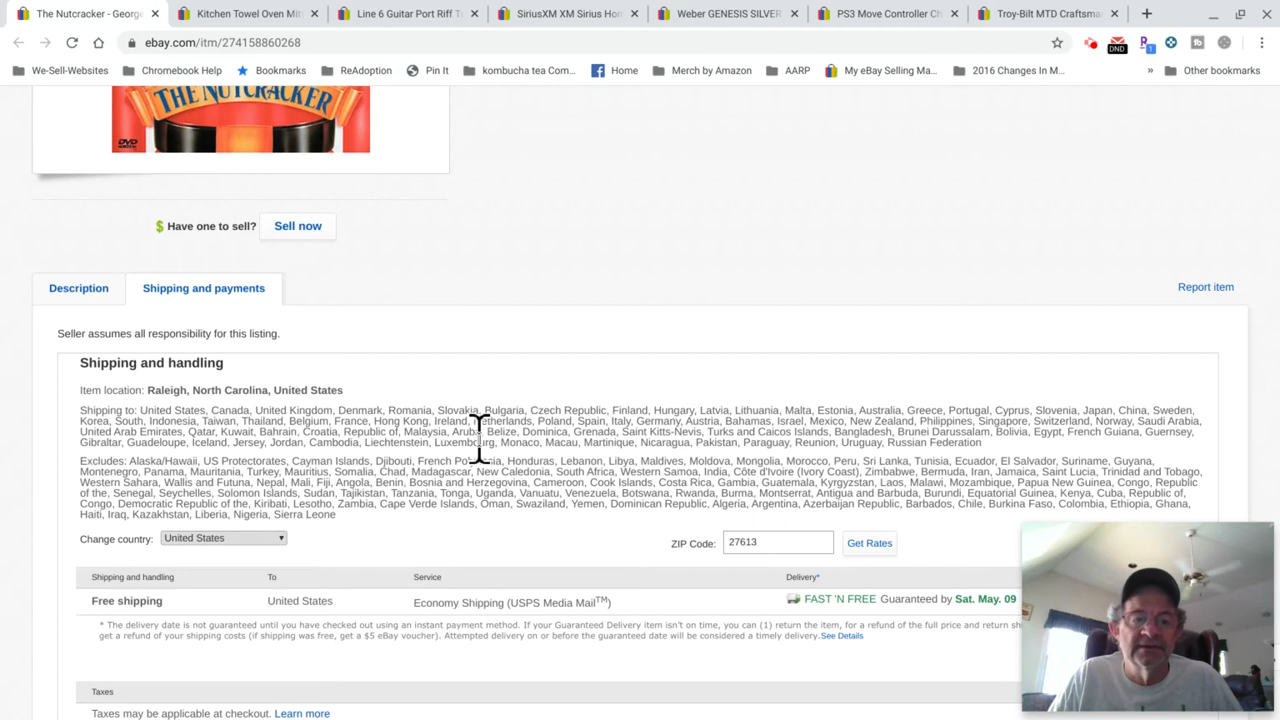 The Nutcracker - George
Kitchen Towel Oven Mit
Line 6 Guitar Port Riff T
SiriusXM XM Sirius Hom
Weber GENESIS SILVER
PS3 Move Controller Ch
Troy-Bilt MTD Craftsma
ebay.com/itm/274158860268
DND
1
We-Sell-Websites
Chromebook Help
Bookmarks
ReAdoption
Pin It
kombucha tea Com...
Home
Merch by Amazon
AARP
My eBay Selling Ma...
2016 Changes In M...
»
Other bookmarks
THE NUTCRACKER
DVD
$ Have one to sell? Sell now
Description
Shipping and payments
Report item
Seller assumes all responsibility for this listing.
Shipping and handling
Item location: Raleigh, North Carolina, United States
Shipping to: United States, Canada, United Kingdom, Denmark, Romania, Slovakia, Bulgaria, Czech Republic, Finland, Hungary, Latvia, Lithuania, Malta, Estonia, Australia, Greece, Portugal, Cyprus, Slovenia, Japan, China, Sweden,
Korea, South, Indonesia, Taiwan, Thailand, Belgium, France, Hong Kong, Ireland, Netherlands, Poland, Spain, Italy, Germany, Austria, Bahamas, Israel, Mexico, New Zealand, Philippines, Singapore, Switzerland, Norway, Saudi Arabia,
United Arab Emirates, Qatar, Kuwait, Bahrain, Croatia, Republic of, Malaysia, Aruba, Belize, Dominica, Grenada, Saint Kitts-Nevis, Turks and Caicos Islands, Bangladesh, Brunei Darussalam, Bolivia, Egypt, French Guiana, Guernsey,
Gibraltar, Guadeloupe, Iceland, Jersey, Jordan, Cambodia, Liechtenstein, Luxembourg, Monaco, Macau, Martinique, Nicaragua, Pakistan, Paraguay, Reunion, Uruguay, Russian Federation
Excludes: Alaska/Hawaii, US Protectorates, Cayman Islands, Djibouti, French Polynesia, Honduras, Lebanon, Libya, Maldives, Moldova, Mongolia, Morocco, Peru, Sri Lanka, Tunisia, Ecuador, El Salvador, Suriname, Guyana,
Montenegro, Panama, Mauritania, Turkey, Mauritius, Somalia, Chad, Madagascar, New Caledonia, South Africa, Western Samoa, India, Côte d'Ivoire (Ivory Coast), Zimbabwe, Bermuda, Iran, Jamaica, Saint Lucia, Trinidad and Tobago,
Western Sahara, Wallis and Futuna, Nepal, Mali, Fiji, Angola, Benin, Bosnia and Herzegovina, Cameroon, Cook Islands, Costa Rica, Gambia, Guatemala, Kyrgyzstan, Laos, Malawi, Mozambique, Papua New Guinea, Congo, Republic
of the, Senegal, Seychelles, Solomon Islands, Sudan, Tajikistan, Tanzania, Tonga, Uganda, Vanuatu, Venezuela, Botswana, Rwanda, Burma, Montserrat, Antigua and Barbuda, Burundi, Equatorial Guinea, Kenya, Cuba, Republic of,
Congo, Democratic Republic of the, Kiribati, Lesotho, Zambia, Cape Verde Islands, Oman, Swaziland, Yemen, Dominican Republic, Algeria, Argentina, Azerbaijan Republic, Barbados, Chile, Burkina Faso, Colombia, Ethiopia, Ghana,
Haiti, Iraq, Kazakhstan, Liberia, Nigeria, Sierra Leone
Change country: United States
ZIP Code: 27613 Get Rates
Shipping and handling To Service Delivery*
Free shipping United States Economy Shipping (USPS Media Mail™) FAST 'N FREE Guaranteed by Sat. May. 09
* The delivery date is not guaranteed until you have checked out using an instant payment method. If your Guaranteed Delivery item isn't on time, you can (1) return the item, for a refund of the full price and return sh
get a refund of your shipping costs (if shipping was free, get a $5 eBay voucher). Attempted delivery on or before the guaranteed date will be considered a timely delivery.See Details
Taxes
Taxes may be applicable at checkout. Learn more